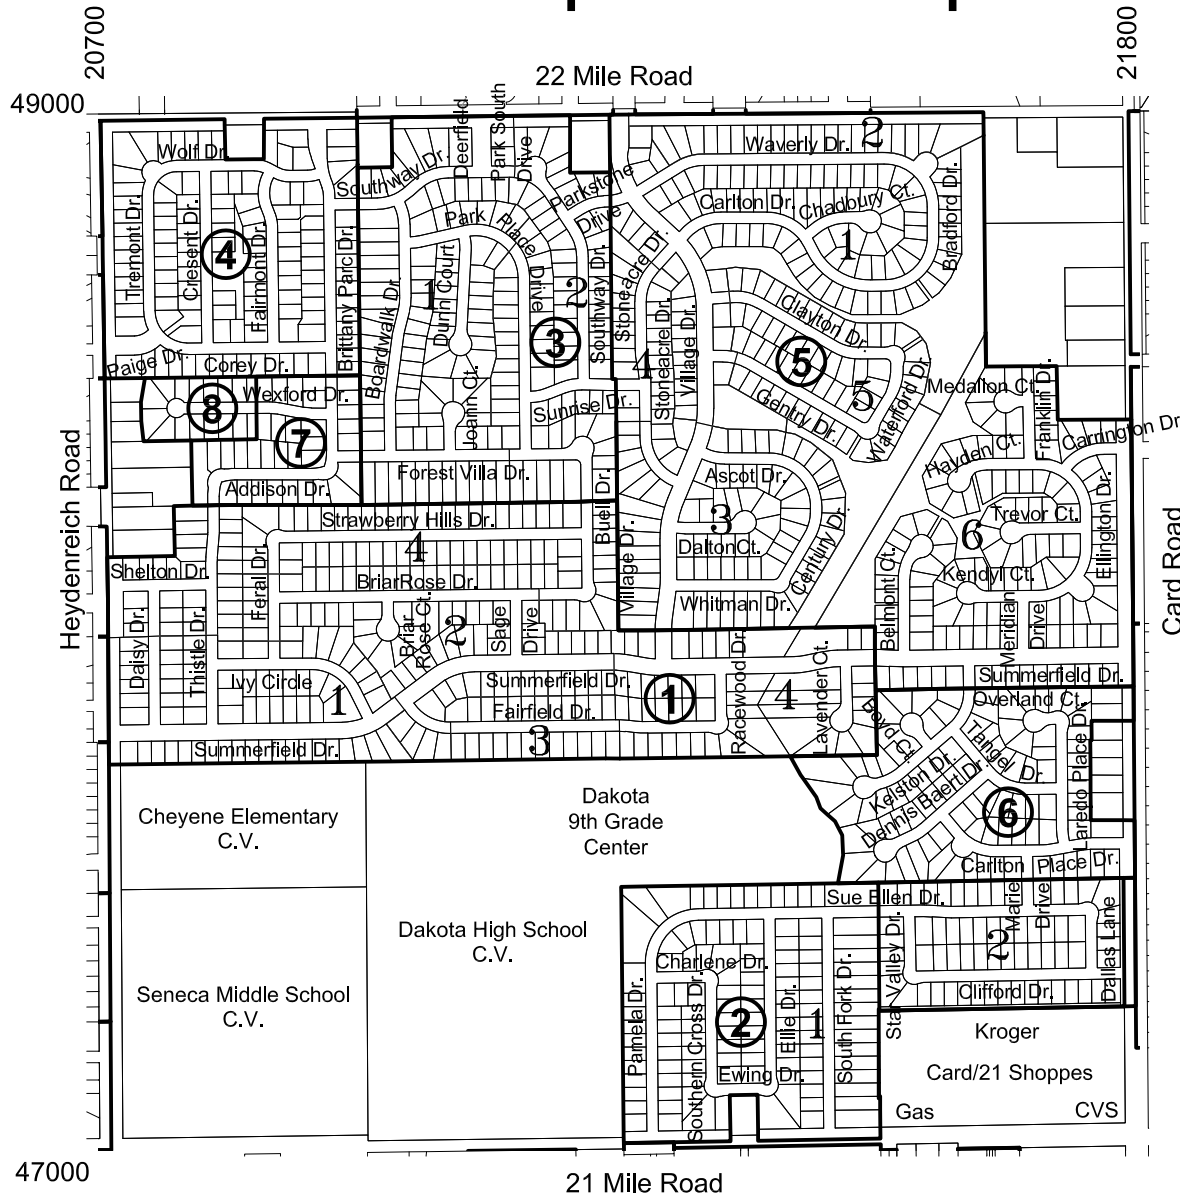 20700
21800
22 Mile Road
49000
Wolf Dr.
Southway Dr.
Deerfield
Park South
Drive
Waverly Dr.
2
Parkstone
Drive
Carlton Dr.
Chadbury Ct.
Bradford Dr.
Tremont Dr.
Cresent Dr.
4
Fairmont Dr.
Brittany Parc Dr.
Park Place
Drive
1
Dunn Court
Boardwalk Dr.
2
3
Southway Dr.
Stoneacre Dr.
Stoneacre Dr.
4
Village Dr.
1
Clayton Dr.
5
5
Gentry Dr.
Waterford Dr.
Paige Dr.
Corey Dr.
Wexford Dr.
8
7
Addison Dr.
Joann Ct.
Sunrise Dr.
Forest Villa Dr.
Buell Dr.
Medallon Ct.
Franklin Dr.
Carrington Dr.
Hayden Ct.
Ascot Dr.
3
Dalton Ct.
Century Dr.
Whitman Dr.
Village Dr.
Trevor Ct.
6
Kendyl Ct.
Ellington Dr.
Belmont Ct.
Meridian
Drive
Summerfield Dr.
Heydenreich Road
Card Road
Strawberry Hills Dr.
4
BriarRose Dr.
Shelton Dr.
Feral Dr.
Daisy Dr.
Thistle Dr.
Briar
Rose Ct.
2
Sage
Drive
Ivy Circle
1
Summerfield Dr.
Fairfield Dr.
3
1
Racewood Dr.
4
Lavender Ct.
Summerfield Dr.
Overland Ct.
Floyd Ct.
Tangel Dr.
Kelston Dr.
Dennis Baert Dr.
6
Laredo Place Dr.
Carlton Place Dr.
Cheyene Elementary
C.V.
Dakota
9th Grade
Center
Dakota High School
C.V.
Seneca Middle School
C.V.
Sue Ellen Dr.
Marie
Drive
Star Valley Dr.
2
Dallas Lane
Clifford Dr.
Charlene Dr.
Pamela Dr.
Southern Cross Dr.
2
Ellie Dr.
1
South Fork Dr.
Ewing Dr.
Kroger
Card/21 Shoppes
Gas
CVS
47000
21 Mile Road